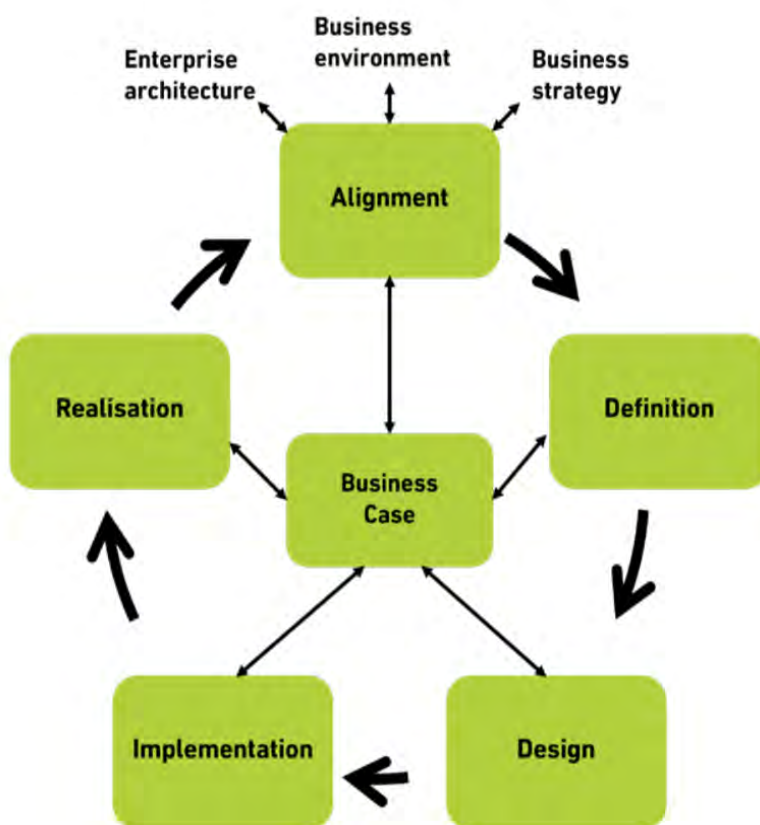 Business
environment
Enterprise
architecture
Business
strategy
Alignment
Realisation
Definition
Business
Case
Implementation
Design